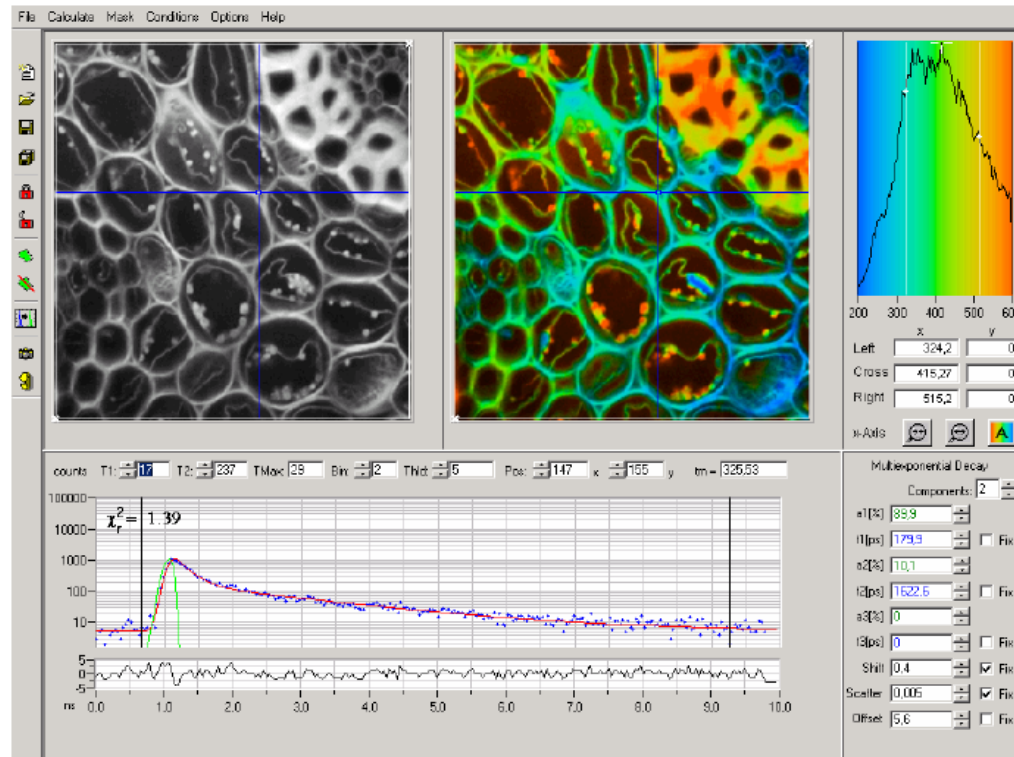 File Calculate Mask Conditions Options Help
200 300 400 500 60
x y
Left 324,2 0
Cross 415,27 0
Right 515,2 0
x-Axis A
counts T1: 17 T2: 237 TMax: 29 Bin: 2 Thld: 5 Pos: 147 x 155 y tm = 325,53
100000
10000
1000
100
10
χr²= 1.39
5
0
-5
ns 0.0 1.0 2.0 3.0 4.0 5.0 6.0 7.0 8.0 9.0 10.0
Multiexponential Decay
Components: 2
a1[%] 89,9
t1[ps] 179,9 Fix
a2[%] 10,1
t2[ps] 1622,6 Fix
a3[%] 0
t3[ps] 0 Fix
Shift 0,4 Fix
Scatter 0,005 Fix
Offset 5,6 Fix